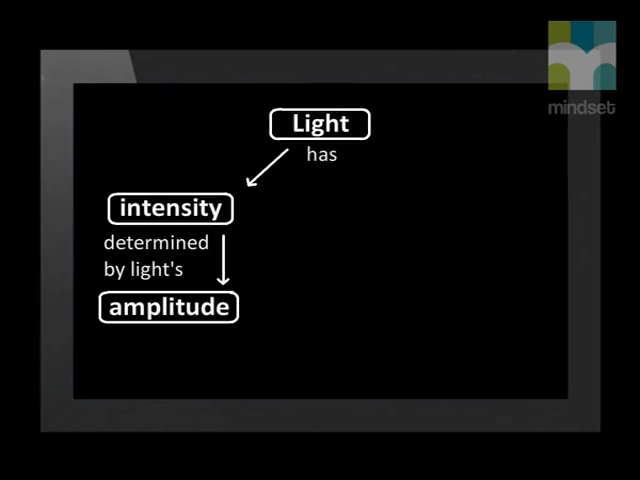 mindset
Light
has
intensity
determined
by light's
amplitude